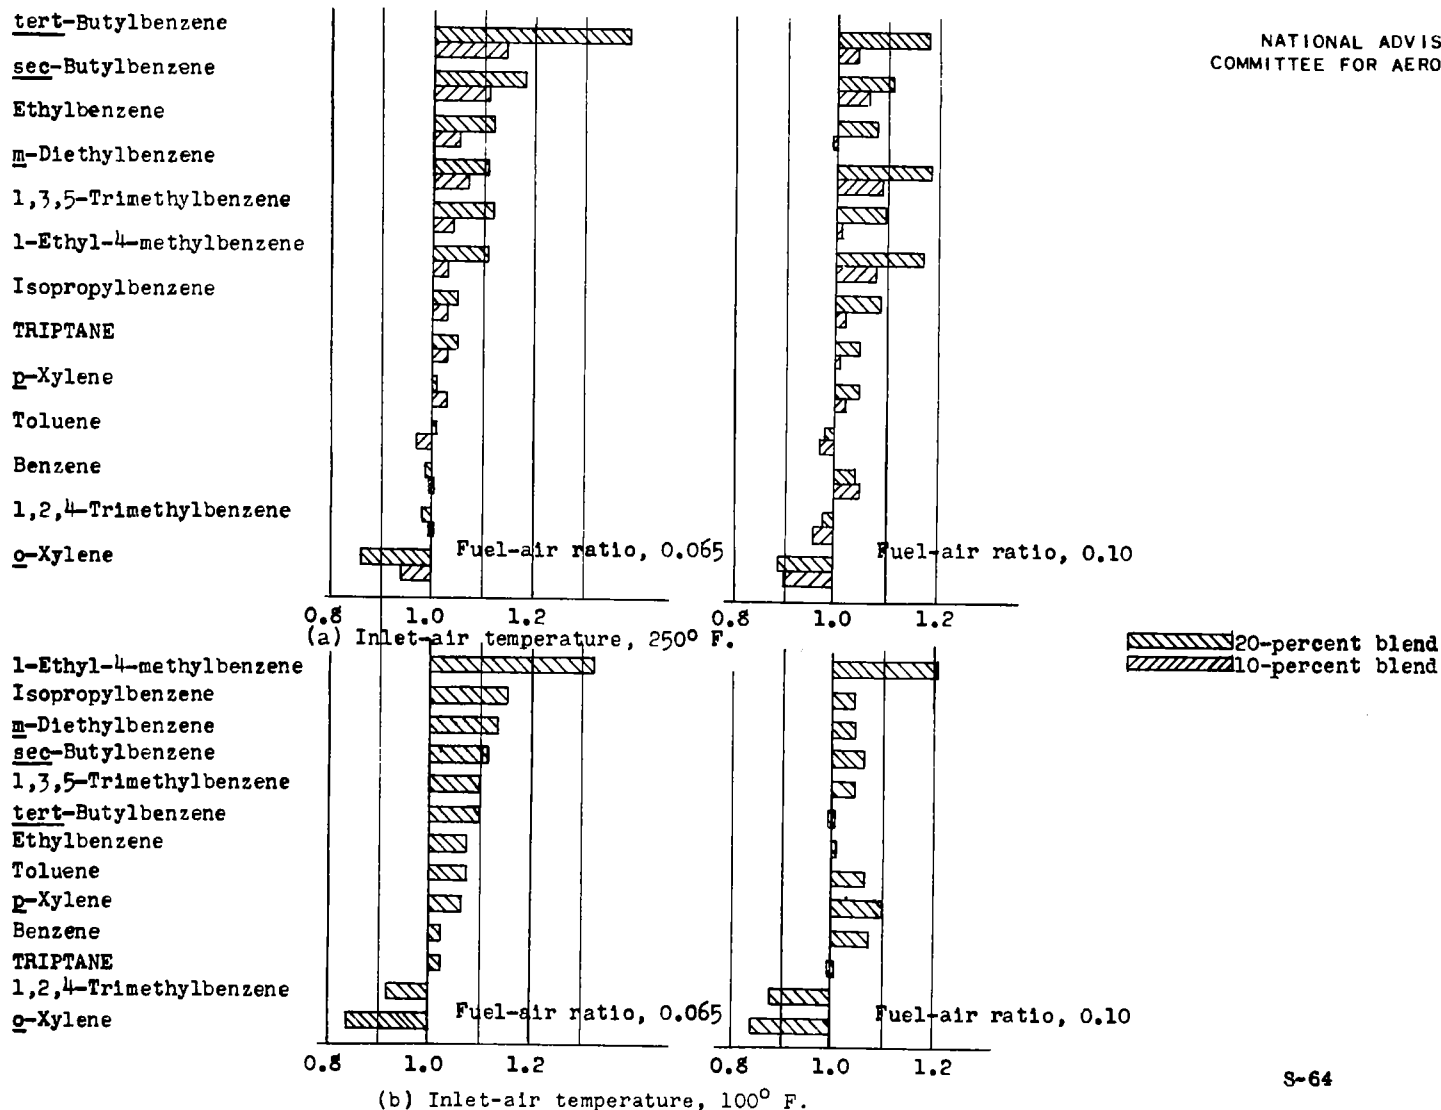 tert-Butylbenzene
NATIONAL ADVIS
COMMITTEE FOR AERO
sec-Butylbenzene
Ethylbenzene
m-Diethylbenzene
1,3,5-Trimethylbenzene
1-Ethyl-4-methylbenzene
Isopropylbenzene
TRIPTANE
p-Xylene
Toluene
Benzene
1,2,4-Trimethylbenzene
o-Xylene
Fuel-air ratio, 0.065
Fuel-air ratio, 0.10
0.8 1.0 1.2
0.8 1.0 1.2
(a) Inlet-air temperature, 250° F.
20-percent blend
10-percent blend
1-Ethyl-4-methylbenzene
Isopropylbenzene
m-Diethylbenzene
sec-Butylbenzene
1,3,5-Trimethylbenzene
tert-Butylbenzene
Ethylbenzene
Toluene
p-Xylene
Benzene
TRIPTANE
1,2,4-Trimethylbenzene
o-Xylene
Fuel-air ratio, 0.065
Fuel-air ratio, 0.10
0.8 1.0 1.2
0.8 1.0 1.2
(b) Inlet-air temperature, 100° F.
S-64